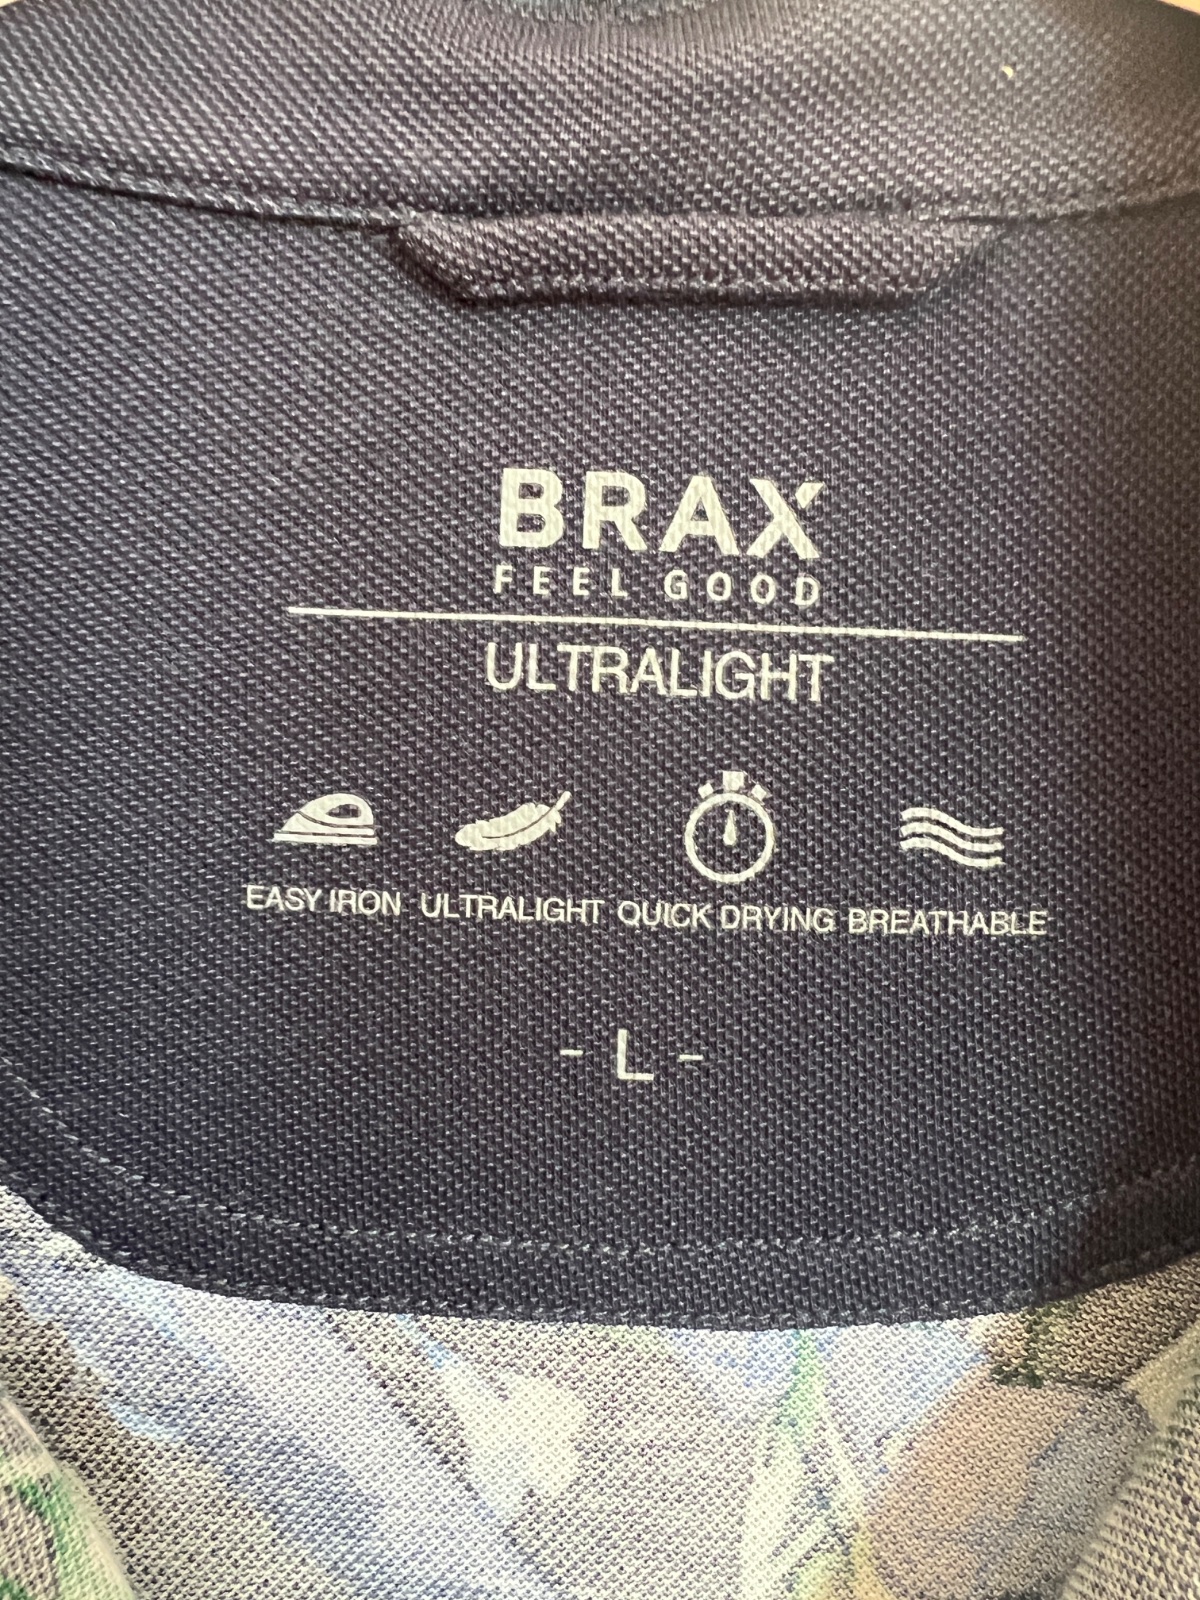 BRAX
FEEL GOOD
ULTRALIGHT
EASY IRON ULTRALIGHT QUICK DRYING BREATHABLE
- L -